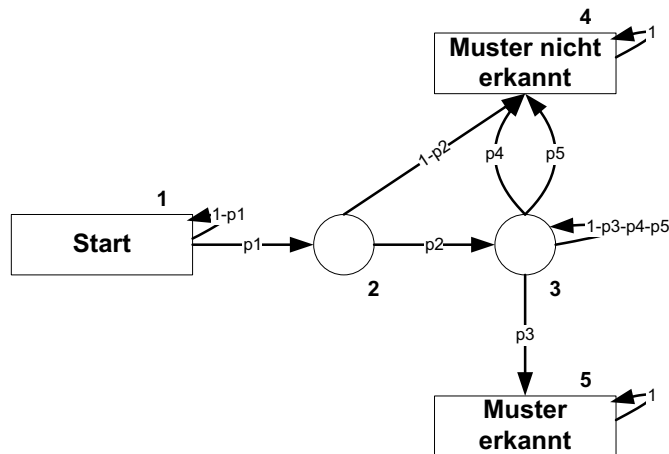 4
Muster nicht
erkannt
1
1-p2
p4
p5
1
1-p1
Start
p1
p2
1-p3-p4-p5
2
3
p3
5
1
Muster
erkannt